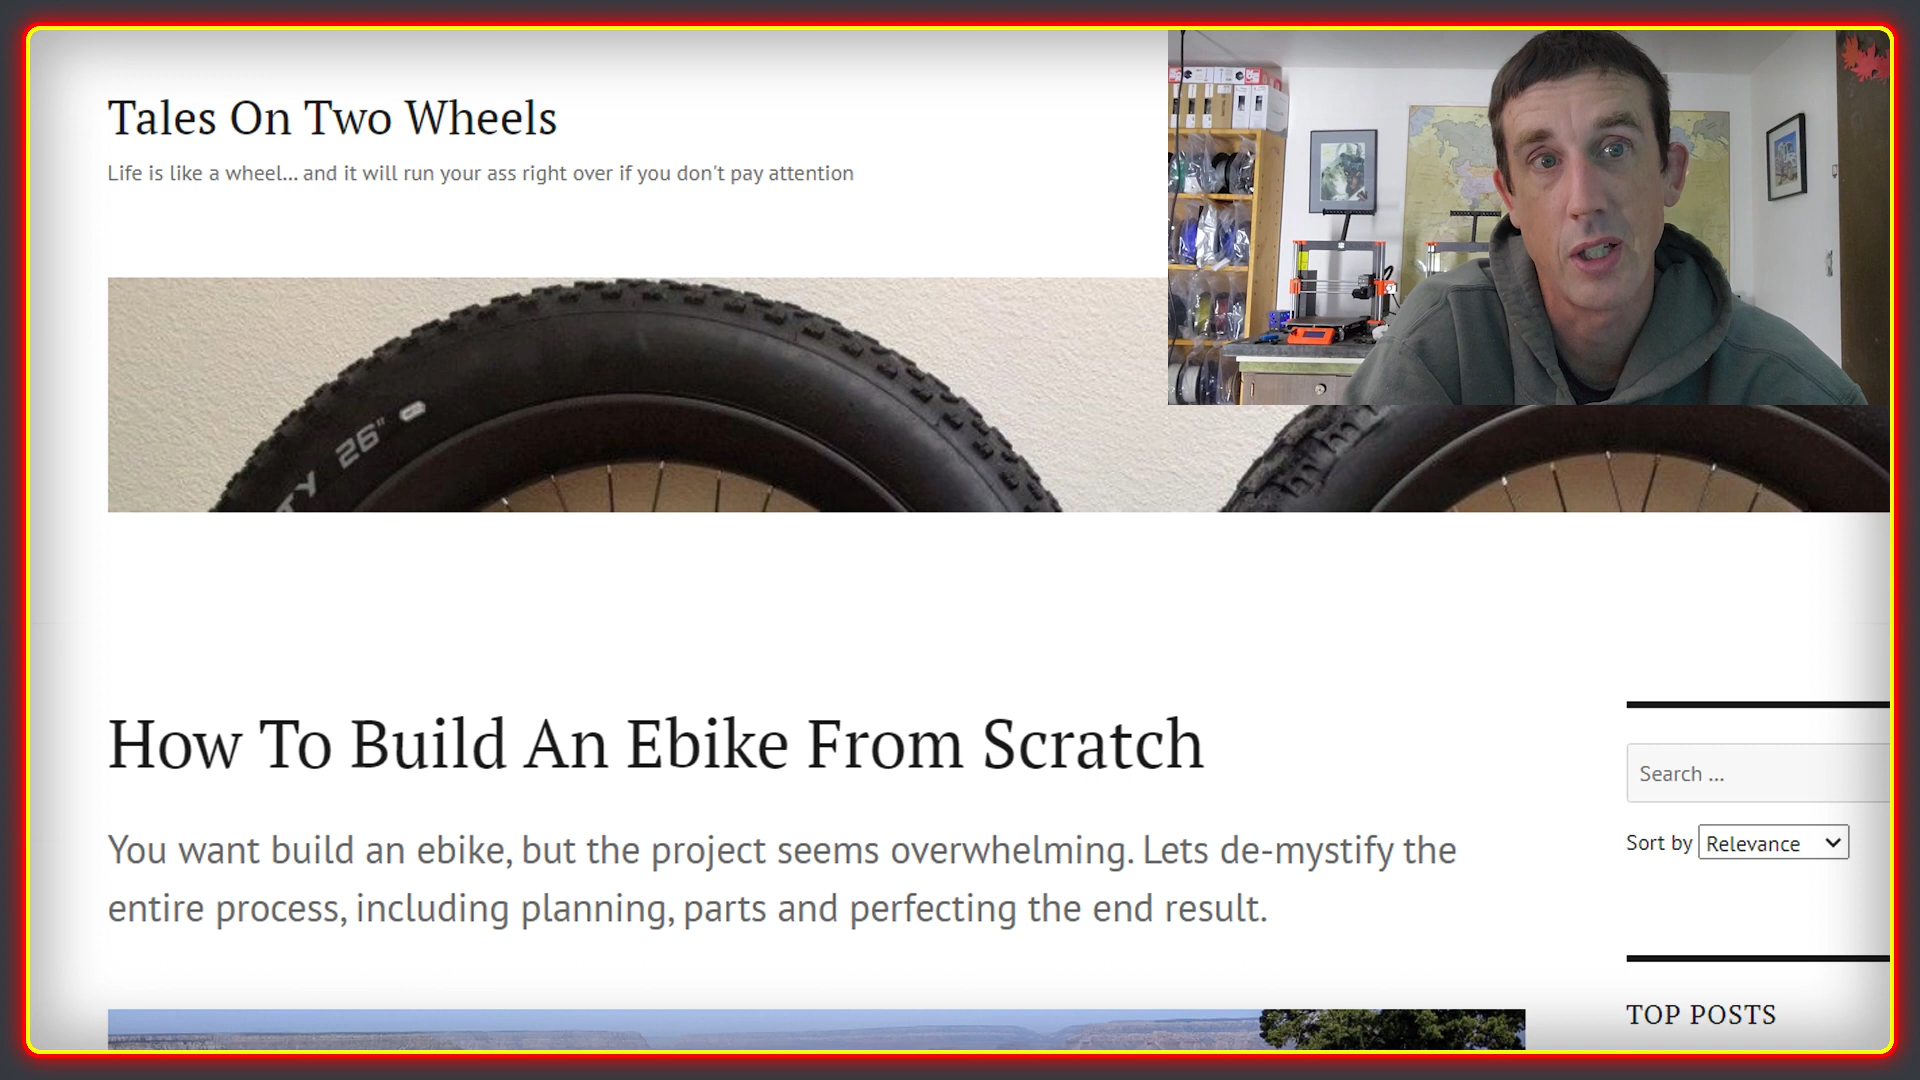 Tales On Two Wheels
Life is like a wheel... and it will run your ass right over if you don't pay attention
26"
How To Build An Ebike From Scratch
You want build an ebike, but the project seems overwhelming. Lets de-mystify the
entire process, including planning, parts and perfecting the end result.
Search ...
Sort by Relevance
TOP POSTS